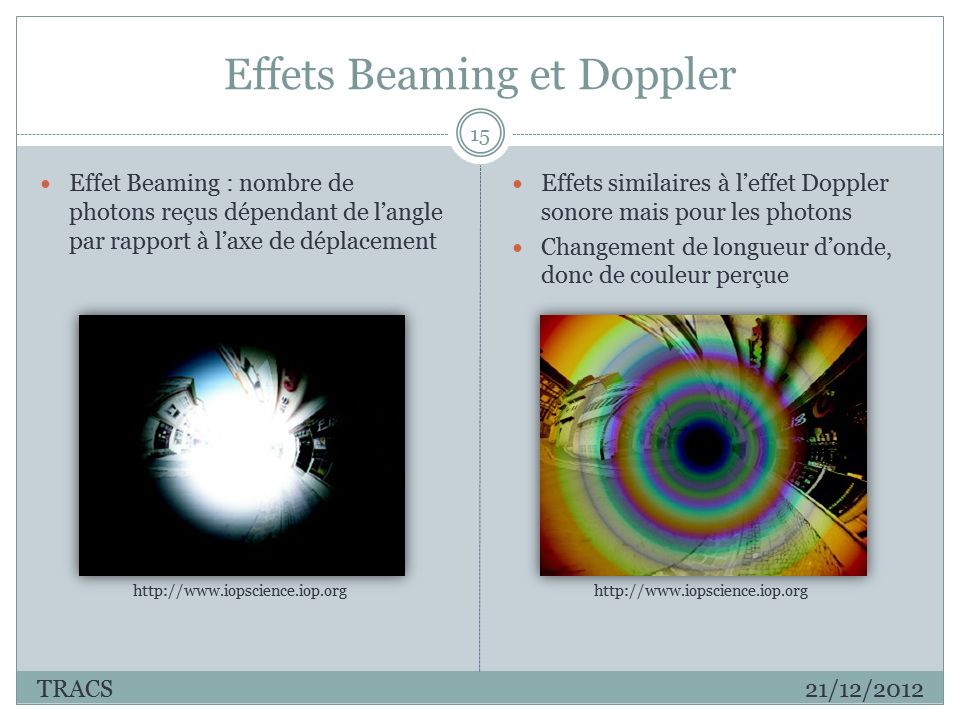 Effets Beaming et Doppler
15
Effet Beaming : nombre de
photons reçus dépendant de l’angle
par rapport à l’axe de déplacement
Effets similaires à l’effet Doppler
sonore mais pour les photons
Changement de longueur d’onde,
donc de couleur perçue
http://www.iopscience.iop.org
http://www.iopscience.iop.org
TRACS
21/12/2012